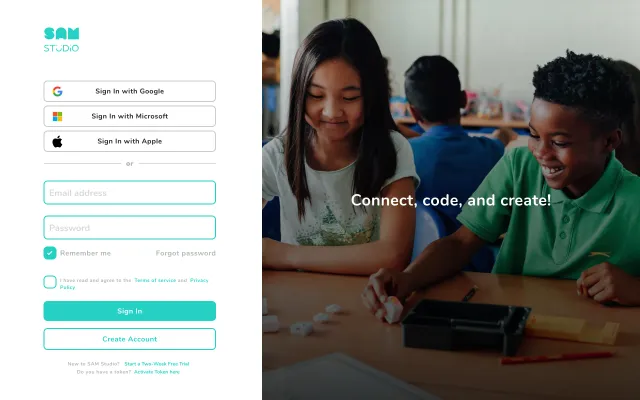 SAM
STUDIO
Sign In with Google
Sign In with Microsoft
Sign In with Apple
or
Email address
Password
Remember me
Forgot password
I have read and agree to the Terms of service and Privacy
Policy
Sign In
Create Account
New to SAM Studio? Start a Two-Week Free Trial
Do you have a token? Activate Token here
Connect, code, and create!